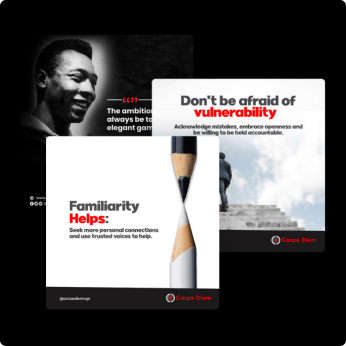 "
The ambition
always be to
elegant gam
Don't be afraid of
vulnerability
Acknowledge mistakes, embrace openness and
be willing to be held accountable.
Carpe Diem
Familiarity
Helps:
Seek more personal connections
and use trusted voices to help.
@carpediemngr
Carpe Diem